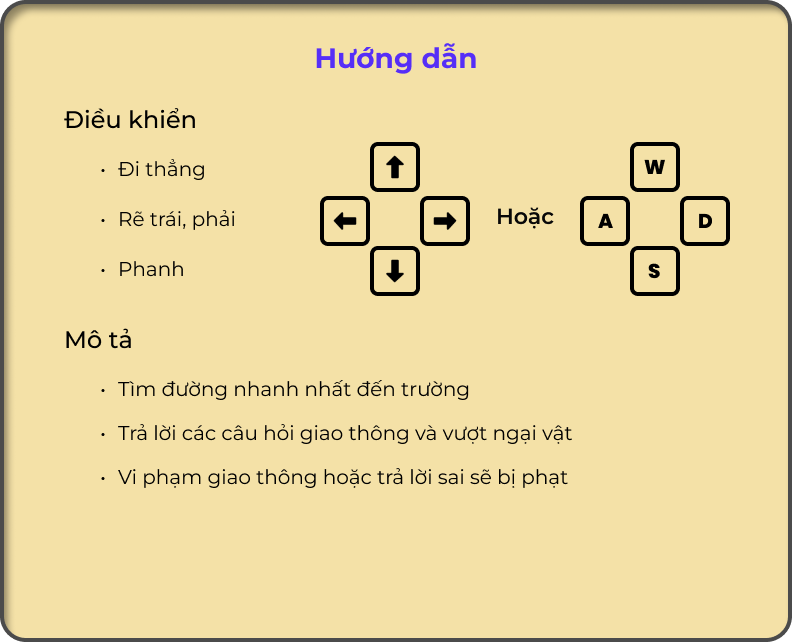 Hướng dẫn
Điều khiển
• Đi thẳng
• Rẽ trái, phải
• Phanh
Hoặc
W
A D
S
Mô tả
• Tìm đường nhanh nhất đến trường
• Trả lời các câu hỏi giao thông và vượt ngại vật
• Vi phạm giao thông hoặc trả lời sai sẽ bị phạt